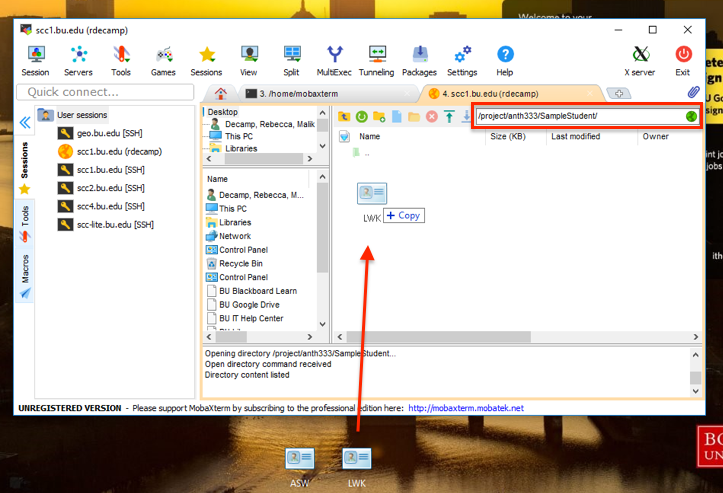 Welcome to your
scc1.bu.edu (rdecamp)
Session
Servers
Tools
Games
Sessions
View
Split
MultiExec
Tunneling
Packages
Settings
Help
X server
Exit
Quick connect...
3. /home/mobaxterm
4. scc1.bu.edu (rdecamp)
Sessions
Tools
Macros
User sessions
geo.bu.edu [SSH]
scc1.bu.edu (rdecamp)
scc1.bu.edu [SSH]
scc2.bu.edu [SSH]
scc4.bu.edu [SSH]
scc-lite.bu.edu [SSH]
Desktop
Decamp, Rebecca, Malik
This PC
Libraries
Name
Decamp, Rebecca, M...
This PC
Libraries
Network
Control Panel
Recycle Bin
Control Panel
BU Blackboard Learn
BU Google Drive
BU IT Help Center
/project/anth333/SampleStudent/
Name Size (KB) Last modified Owner
..
LWK
Copy
Opening directory /project/anth333/SampleStudent...
Open directory command received
Directory content listed
UNREGISTERED VERSION - Please support MobaXterm by subscribing to the professional edition here: http://mobaxterm.mobatek.net
ASW
LWK